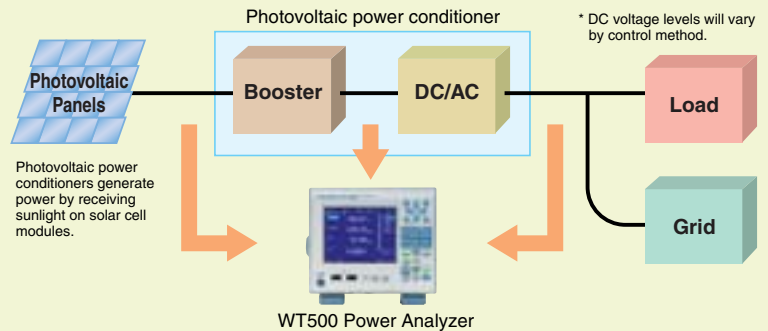 Photovoltaic power conditioner
* DC voltage levels will vary
by control method.
Photovoltaic
Panels
Booster
DC/AC
Load
Photovoltaic power
conditioners generate
power by receiving
sunlight on solar cell
modules.
Grid
WT500 Power Analyzer